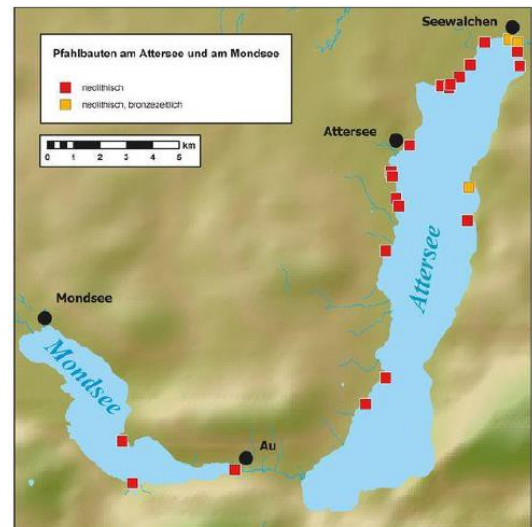 Seewalchen
Pfahlbauten am Attersee und am Mondsee
neolithisch
neolithisch, bronzezeitlich
km
0 1 2 3 4 5
Attersee
Attersee
Mondsee
Mondsee
Au